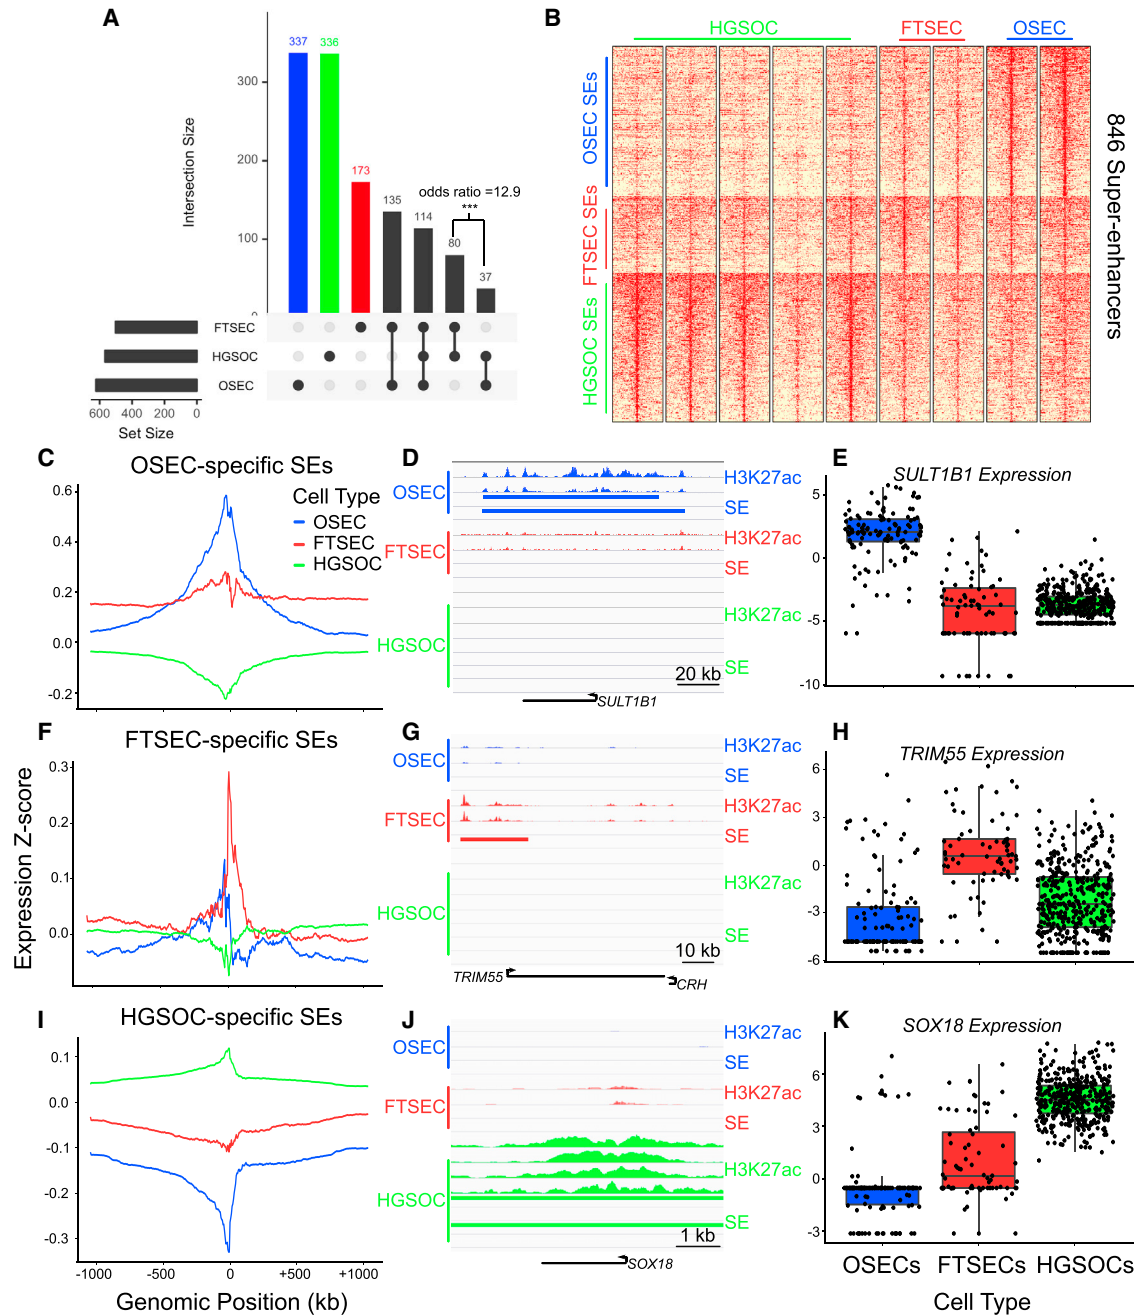 A
337
336
173
135
114
80
37
odds ratio =12.9
***
Intersection Size
300
200
100
0
FTSEC
HGSOC
OSEC
600 400 200 0
Set Size
B
HGSOC FTSEC OSEC
OSEC SEs
FTSEC SEs
HGSOC SEs
846 Super-enhancers
C
OSEC-specific SEs
Cell Type
OSEC
FTSEC
HGSOC
0.6
0.4
0.2
0.0
-0.2
D
OSEC
H3K27ac
SE
FTSEC
H3K27ac
SE
HGSOC
H3K27ac
SE
20 kb
SULT1B1
E
SULT1B1 Expression
5
0
-5
-10
F
FTSEC-specific SEs
0.3
0.2
0.1
0.0
Expression Z-score
G
OSEC
H3K27ac
SE
FTSEC
H3K27ac
SE
HGSOC
H3K27ac
SE
10 kb
TRIM55
CRH
H
TRIM55 Expression
6
3
0
-3
-6
I
HGSOC-specific SEs
0.1
0.0
-0.1
-0.2
-0.3
-1000 -500 0 +500 +1000
Genomic Position (kb)
J
OSEC
H3K27ac
SE
FTSEC
H3K27ac
SE
HGSOC
H3K27ac
SE
1 kb
SOX18
K
SOX18 Expression
6
3
0
-3
OSECs FTSECs HGSOCs
Cell Type